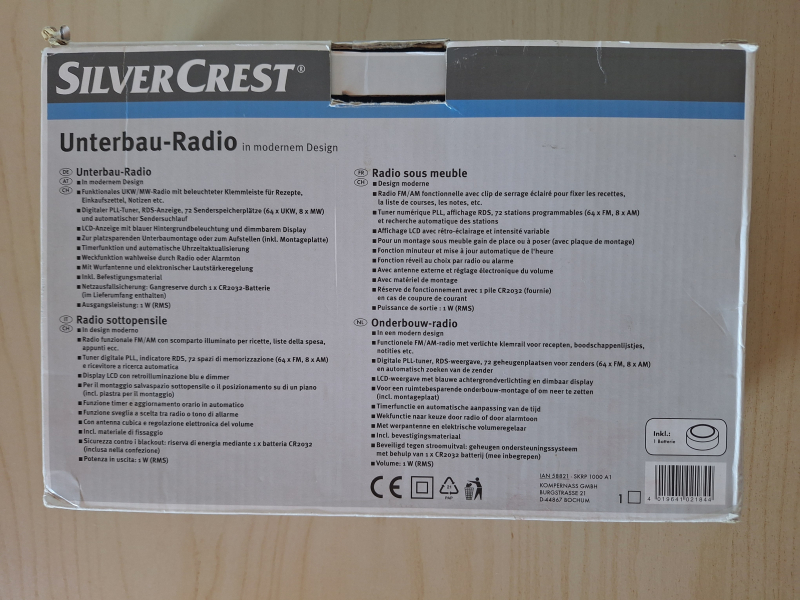 SILVERCREST®
Unterbau-Radio in modernem Design
DE Unterbau-Radio
AT ■ In modernem Design
CH ■ Funktionales UKW/MW-Radio mit beleuchteter Klemmleiste für Rezepte,
Einkaufszettel, Notizen etc.
■ Digitaler PLL-Tuner, RDS-Anzeige, 72 Senderspeicherplätze (64 x UKW, 8 x MW)
und automatischer Sendersuchlauf
■ LCD-Anzeige mit blauer Hintergrundbeleuchtung und dimmbarem Display
■ Zur platzsparenden Unterbaumontage oder zum Aufstellen (inkl. Montageplatte)
■ Timerfunktion und automatische Uhrzeitaktualisierung
■ Weckfunktion wahlweise durch Radio oder Alarmton
■ Mit Wurfantenne und elektronischer Lautstärkeregelung
■ Inkl. Befestigungsmaterial
■ Netzausfallsicherung: Gangreserve durch 1 x CR2032-Batterie
(im Lieferumfang enthalten)
■ Ausgangsleistung: 1 W (RMS)
IT Radio sottopensile
CH ■ In design moderno
■ Radio funzionale FM/AM con scomparto illuminato per ricette, liste della spesa,
appunti ecc.
■ Tuner digitale PLL, indicatore RDS, 72 spazi di memorizzazione (64 x FM, 8 x AM)
e ricevitore a ricerca automatica
■ Display LCD con retroilluminazione blu e dimmer
■ Per il montaggio salvaspazio sottopensile o il posizionamento su di un piano
(incl. piastra per il montaggio)
■ Funzione timer e aggiornamento orario in automatico
■ Funzione sveglia a scelta tra radio o tono di allarme
■ Con antenna cubica e regolazione elettronica del volume
■ Incl. materiale di fissaggio
■ Sicurezza contro i blackout: riserva di energia mediante 1 x batteria CR2032
(inclusa nella confezione)
■ Potenza in uscita: 1 W (RMS)
FR Radio sous meuble
CH ■ Design moderne
■ Radio FM/AM fonctionnelle avec clip de serrage éclairé pour fixer les recettes,
la liste de courses, les notes, etc.
■ Tuner numérique PLL, affichage RDS, 72 stations programmables (64 x FM, 8 x AM)
et recherche automatique des stations
■ Affichage LCD avec rétro-éclairage et intensité variable
■ Pour un montage sous meuble gain de place ou à poser (avec plaque de montage)
■ Fonction minuteur et mise à jour automatique de l'heure
■ Fonction réveil au choix par radio ou alarme
■ Avec antenne externe et réglage électronique du volume
■ Avec matériel de montage
■ Réserve de fonctionnement avec 1 pile CR2032 (fournie)
en cas de coupure de courant
■ Puissance de sortie : 1 W (RMS)
NL Onderbouw-radio
■ In een modern design
■ Functionele FM/AM-radio met verlichte klemrail voor recepten, boodschappenlijstjes,
notities etc.
■ Digitale PLL-tuner, RDS-weergave, 72 geheugenplaatsen voor zenders (64 x FM, 8 x AM)
en automatisch zoeken van de zender
■ LCD-weergave met blauwe achtergrondverlichting en dimbaar display
■ Voor een ruimtebesparende onderbouw-montage of om neer te zetten
(incl. montageplaat)
■ Timerfunctie en automatische aanpassing van de tijd
■ Wekfunctie naar keuze door radio of door alarmtoon
■ Met werpantenne en elektrische volumeregelaar
■ Incl. bevestigingsmateriaal
■ Beveiligd tegen stroomuitval: geheugen ondersteuningssysteem
met behulp van 1 x CR2032 batterij (mee inbegrepen)
■ Volume: 1 W (RMS)
Inkl.:
1 Batterie
CE
21
PAP
IAN 58821 - SKRP 1000 A1
KOMPERNASS GMBH
BURGSTRASSE 21
D-44867 BOCHUM
1
4 019641 021844